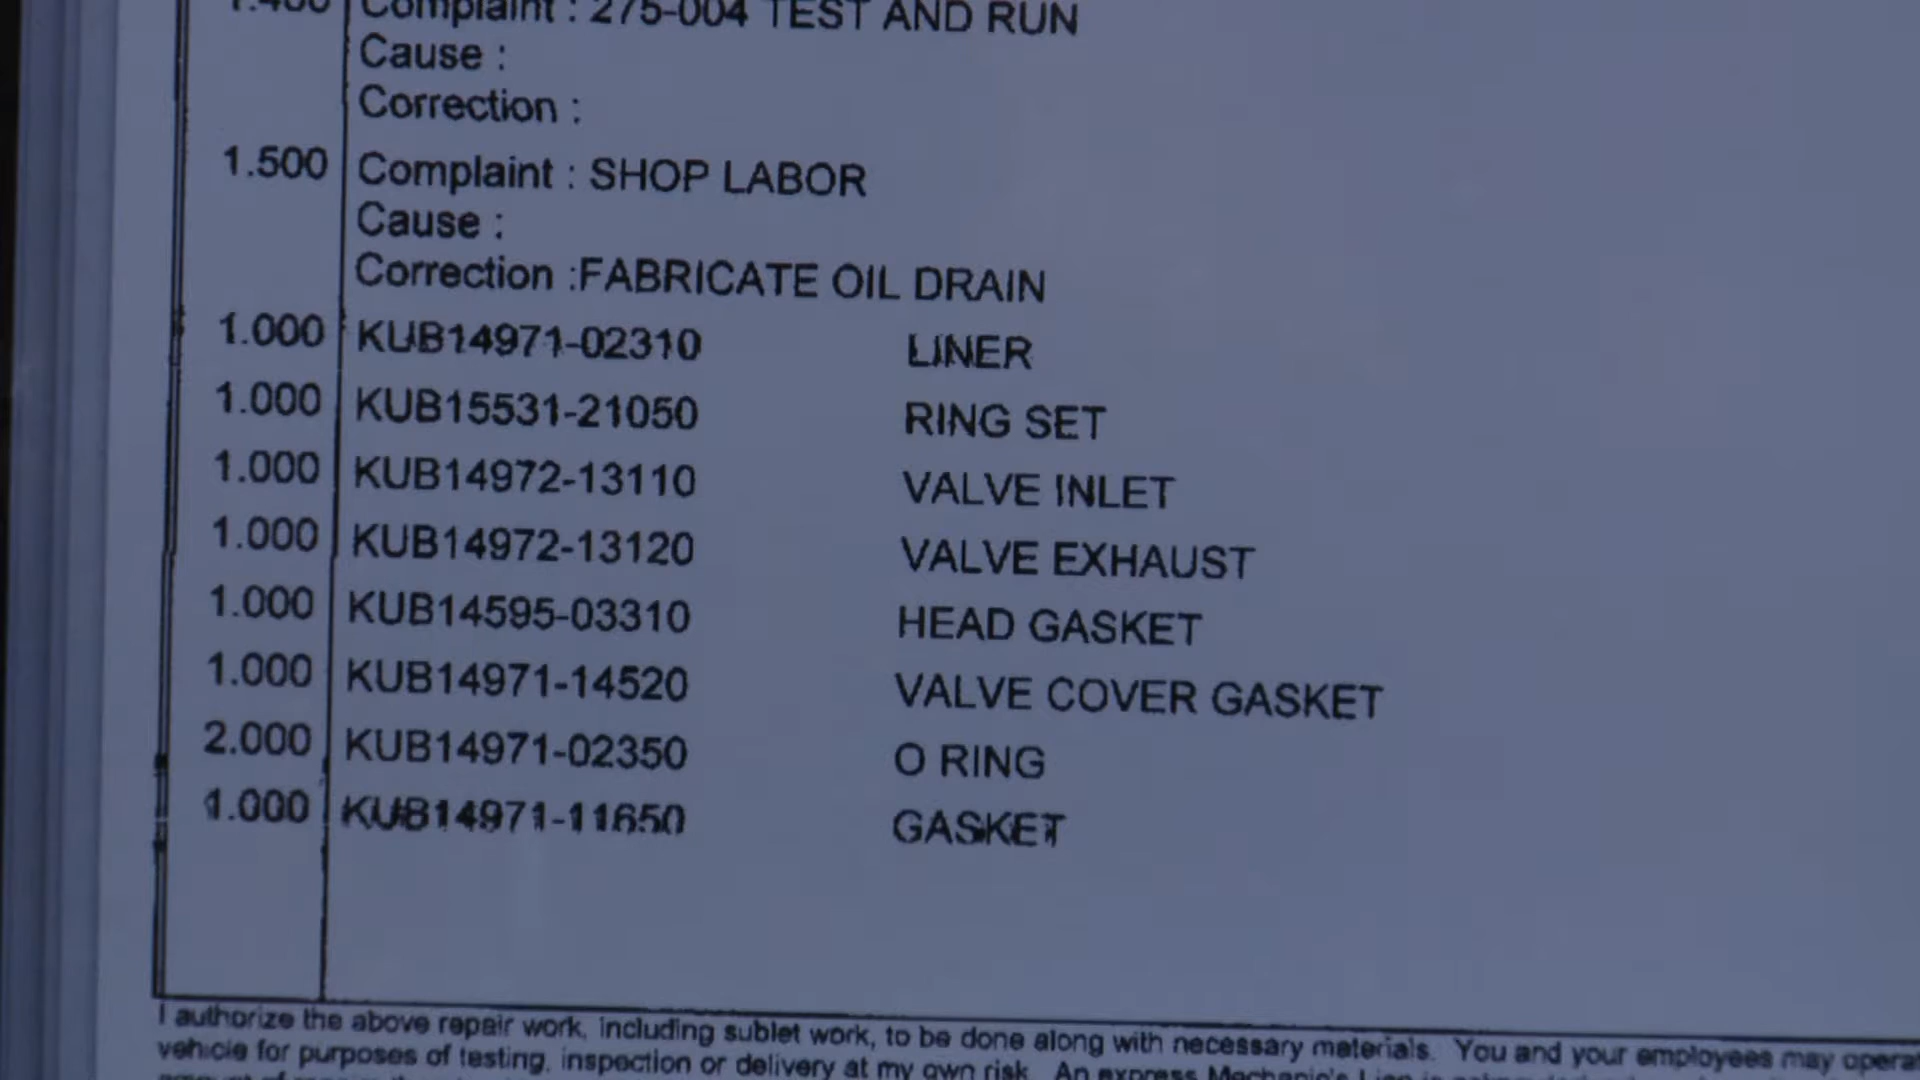 Complaint : 275-004 TEST AND RUN
Cause :
Correction :
1.500 Complaint : SHOP LABOR
Cause :
Correction :FABRICATE OIL DRAIN
1.000 KUB14971-02310 LINER
1.000 KUB15531-21050 RING SET
1.000 KUB14972-13110 VALVE INLET
1.000 KUB14972-13120 VALVE EXHAUST
1.000 KUB14595-03310 HEAD GASKET
1.000 KUB14971-14520 VALVE COVER GASKET
2.000 KUB14971-02350 O RING
1.000 KUB14971-11650 GASKET
I authorize the above repair work, including sublet work, to be done along with necessary materials. You and your employees may
vehicle for purposes of testing, inspection or delivery at my own risk. An express Mechanic's Lien is